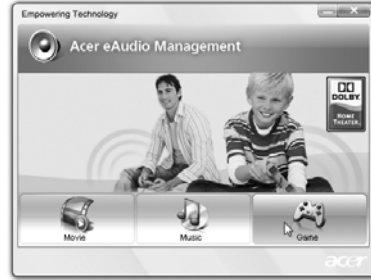 Empowering Technology
Acer eAudio Management
DOLBY
HOME
THEATER
Movie
Music
Game
acer